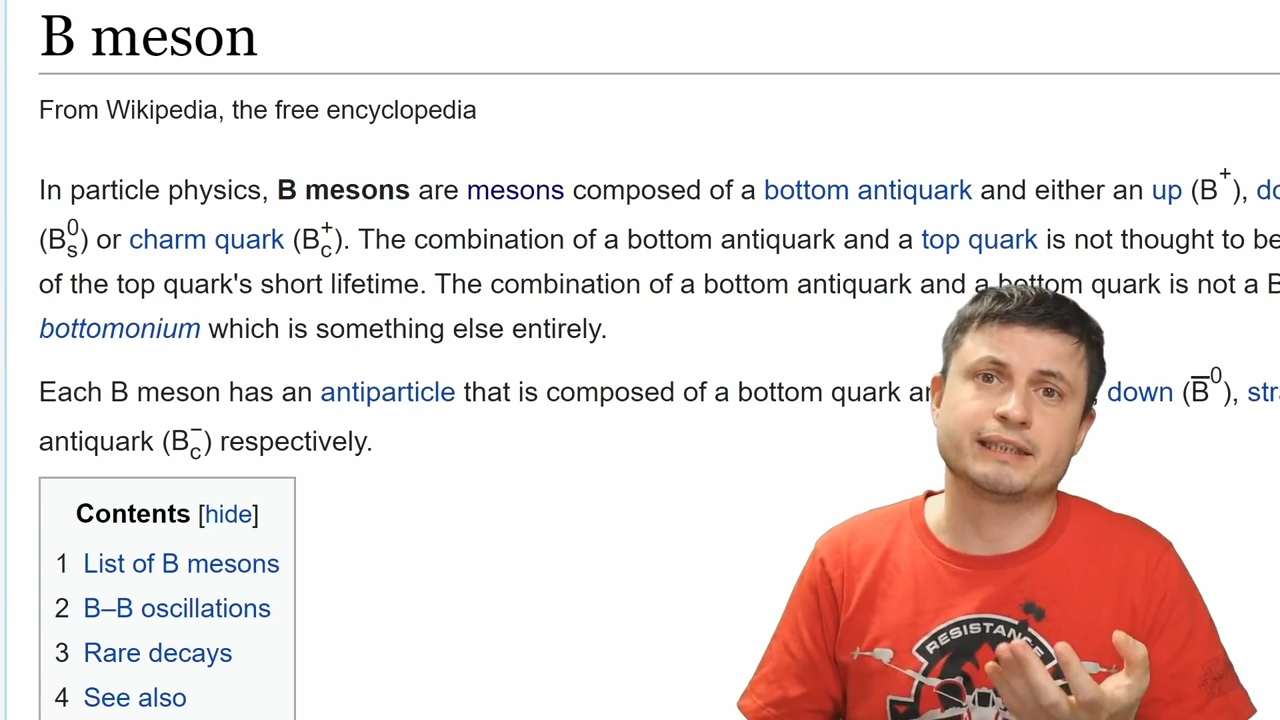 B meson
From Wikipedia, the free encyclopedia
In particle physics, B mesons are mesons composed of a bottom antiquark and either an up (B⁺), do
(B⁰ₛ) or charm quark (B⁺c). The combination of a bottom antiquark and a top quark is not thought to be
of the top quark's short lifetime. The combination of a bottom antiquark and a bottom quark is not a B
bottomonium which is something else entirely.
Each B meson has an antiparticle that is composed of a bottom quark an down (B̅⁰), stra
antiquark (B⁻c) respectively.
Contents [hide]
1 List of B mesons
2 B–B oscillations
3 Rare decays
4 See also
RESISTANCE